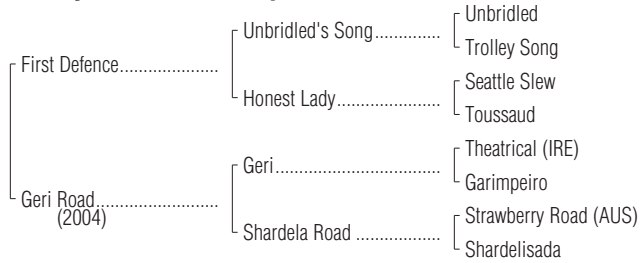 Unbridled
Unbridled's Song..............
Trolley Song
First Defence.....................
Seattle Slew
Honest Lady......................
Toussaud
Theatrical (IRE)
Geri....................................
Garimpeiro
Geri Road.........................
(2004)
Strawberry Road (AUS)
Shardela Road ..................
Shardelisada